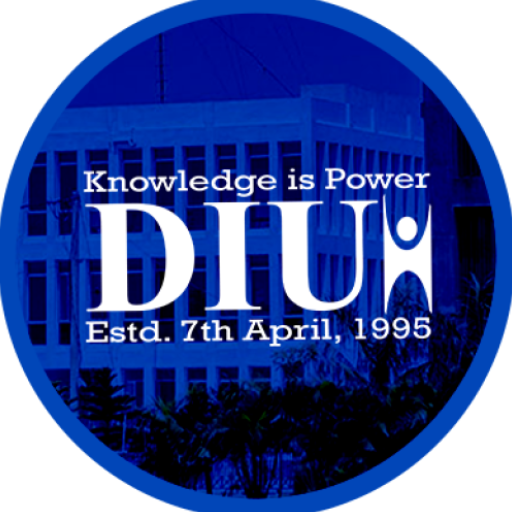 Knowledge is Power
DIU
Estd. 7th April, 1995